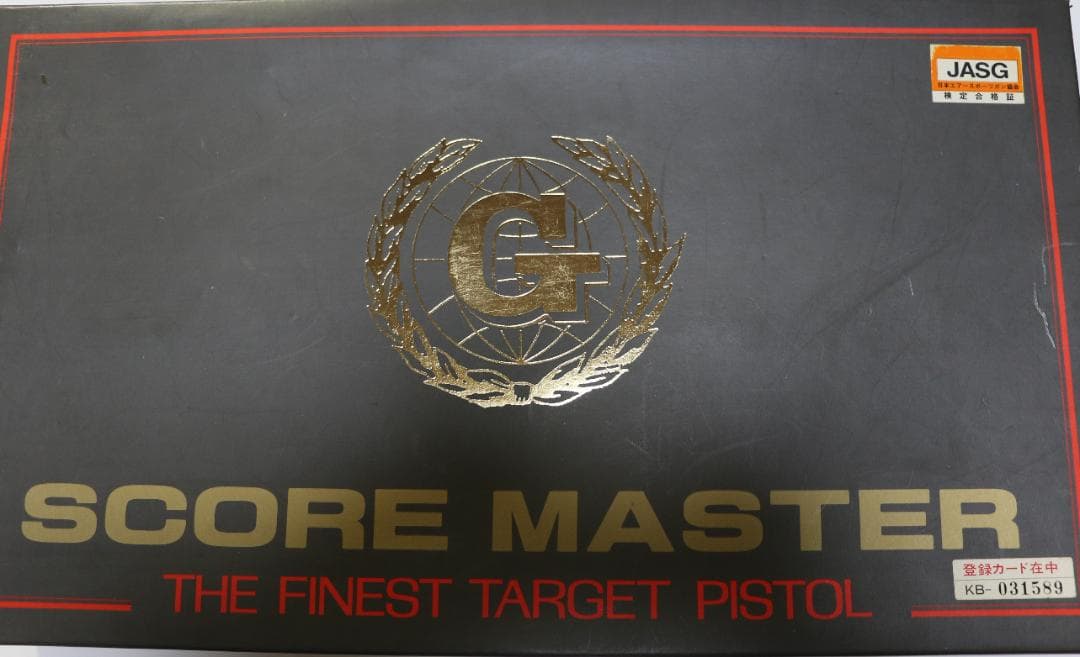 JASG
日本エアースポーツガン協会
検定合格証
G
SCORE MASTER
THE FINEST TARGET PISTOL
登録カード在中
KB- 031589